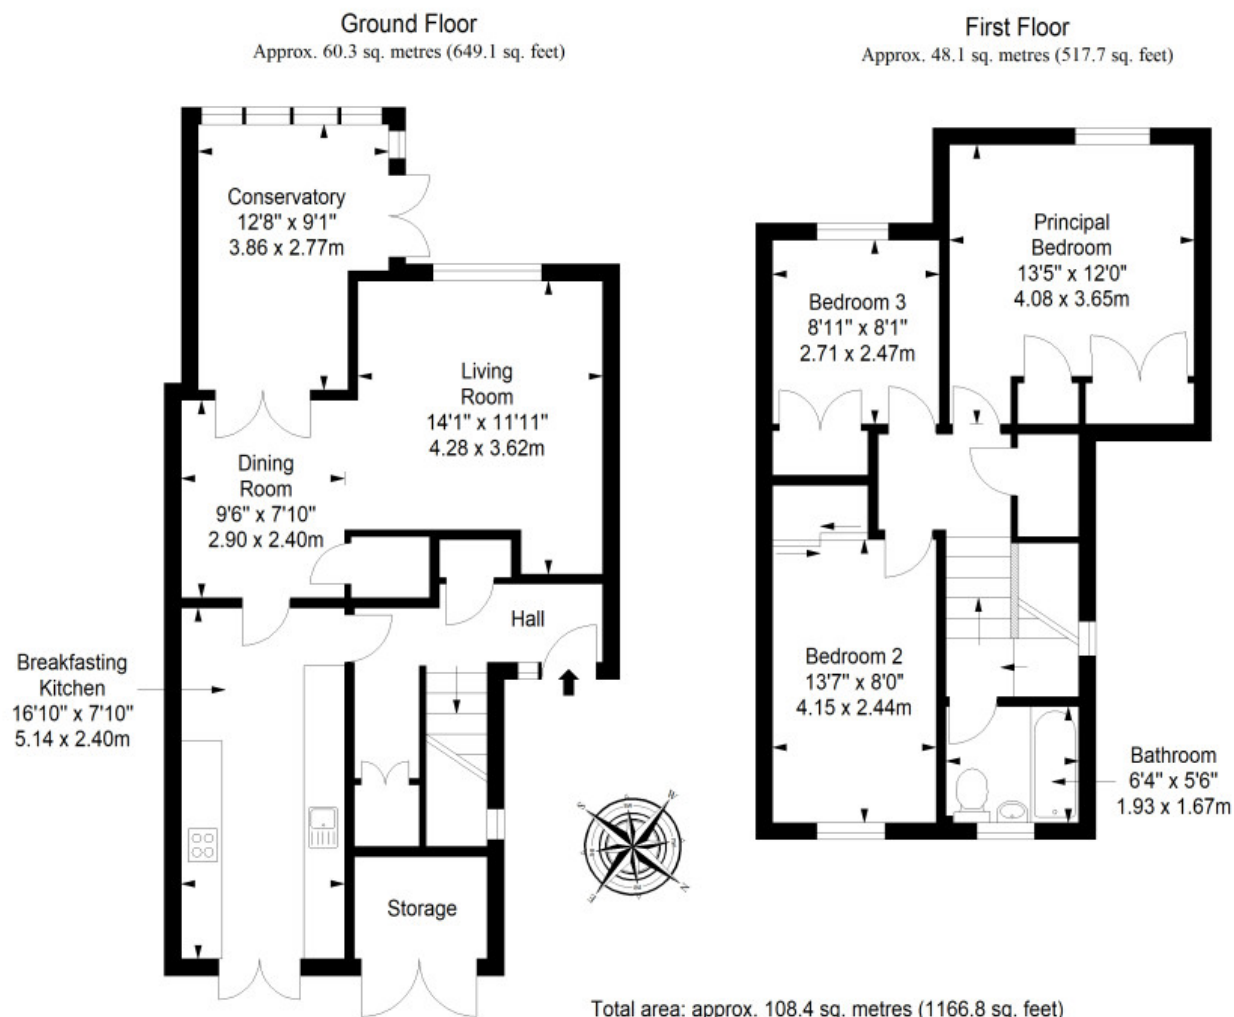 Ground Floor
Approx. 60.3 sq. metres (649.1 sq. feet)
First Floor
Approx. 48.1 sq. metres (517.7 sq. feet)
Conservatory
12'8" x 9'1"
3.86 x 2.77m
Living
Room
14'1" x 11'11"
4.28 x 3.62m
Dining
Room
9'6" x 7'10"
2.90 x 2.40m
Hall
Breakfasting
Kitchen
16'10" x 7'10"
5.14 x 2.40m
Storage
Principal
Bedroom
13'5" x 12'0"
4.08 x 3.65m
Bedroom 3
8'11" x 8'1"
2.71 x 2.47m
Bedroom 2
13'7" x 8'0"
4.15 x 2.44m
Bathroom
6'4" x 5'6"
1.93 x 1.67m
S
W
E
N
Total area: approx. 108.4 sq. metres (1166.8 sq. feet)